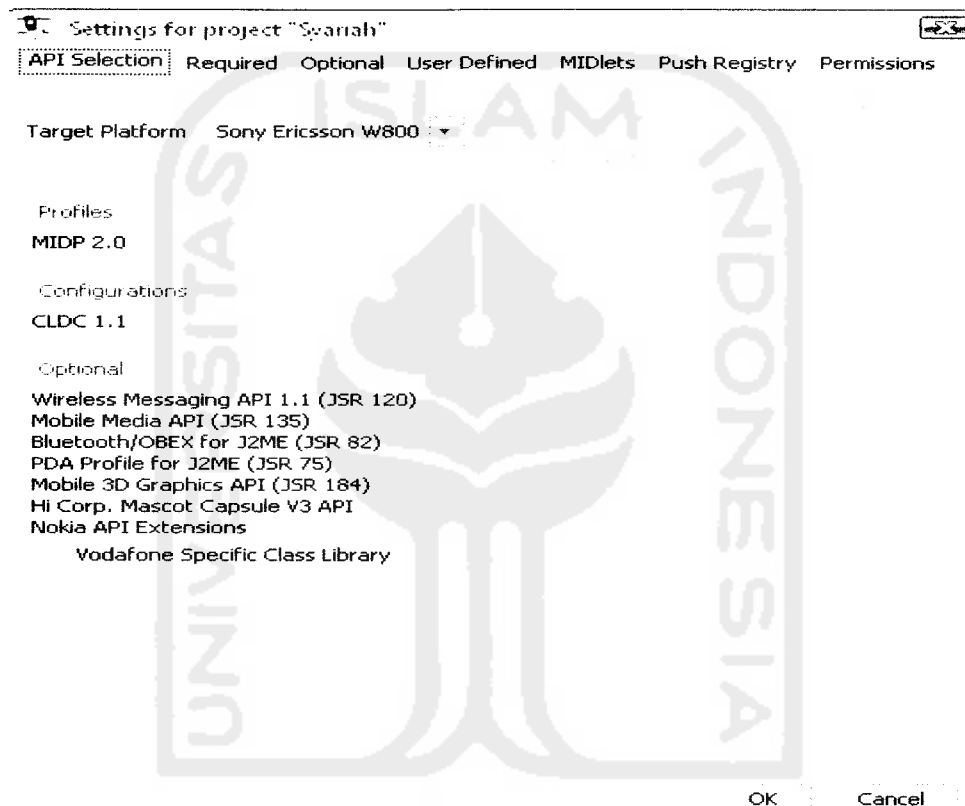 Settings for project "Syariah"
API Selection Required Optional User Defined MIDlets Push Registry Permissions
ISLAM
UNIVERSITAS
INDONESIA
Target Platform Sony Ericsson W800
Profiles
MIDP 2.0
Configurations
CLDC 1.1
Optional
Wireless Messaging API 1.1 (JSR 120)
Mobile Media API (JSR 135)
Bluetooth/OBEX for J2ME (JSR 82)
PDA Profile for J2ME (JSR 75)
Mobile 3D Graphics API (JSR 184)
Hi Corp. Mascot Capsule V3 API
Nokia API Extensions
Vodafone Specific Class Library
OK Cancel